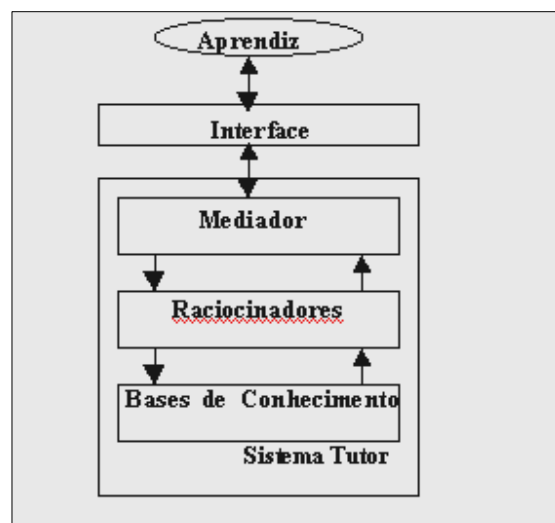 Aprendiz
Interface
Mediador
Raciocinadores
Bases de Conhecimento
Sistema Tutor